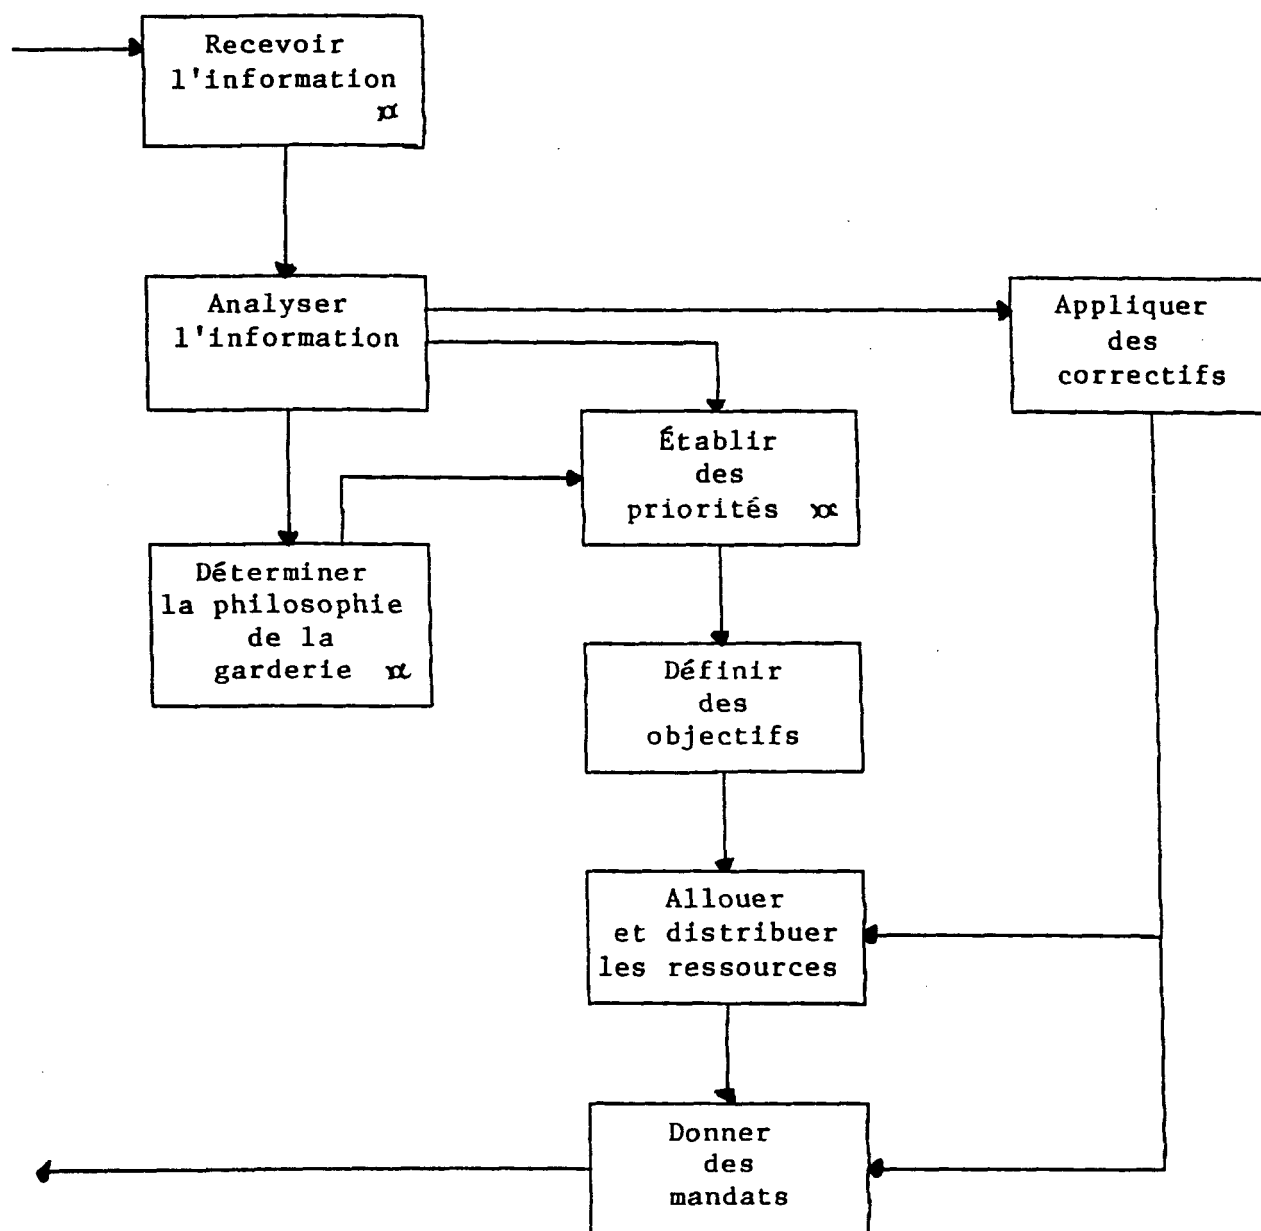 Recevoir
l'information
¤
Analyser
l'information
Appliquer
des
correctifs
Établir
des
priorités ¤
Déterminer
la philosophie
de la
garderie ¤
Définir
des
objectifs
Allouer
et distribuer
les ressources
Donner
des
mandats